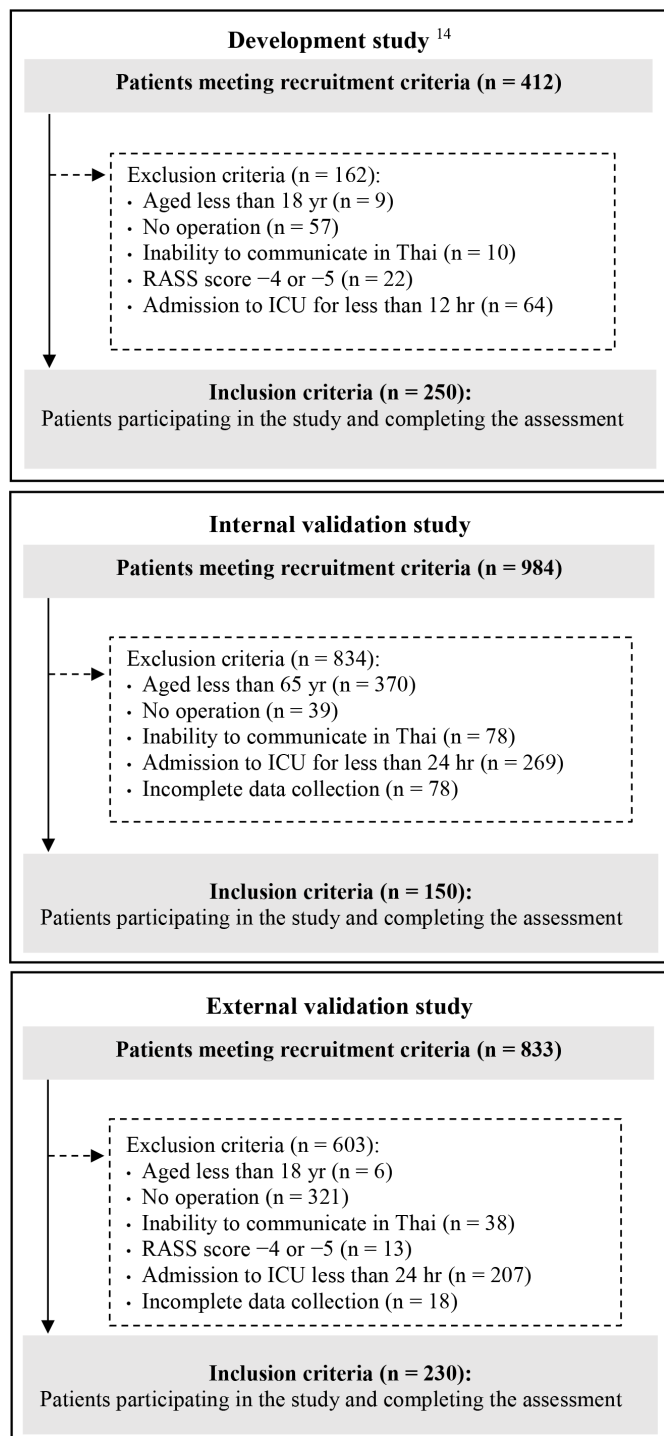 Development study 14
Patients meeting recruitment criteria (n = 412)
Exclusion criteria (n = 162):
• Aged less than 18 yr (n = 9)
• No operation (n = 57)
• Inability to communicate in Thai (n = 10)
• RASS score −4 or −5 (n = 22)
• Admission to ICU for less than 12 hr (n = 64)
Inclusion criteria (n = 250):
Patients participating in the study and completing the assessment
Internal validation study
Patients meeting recruitment criteria (n = 984)
Exclusion criteria (n = 834):
• Aged less than 65 yr (n = 370)
• No operation (n = 39)
• Inability to communicate in Thai (n = 78)
• Admission to ICU for less than 24 hr (n = 269)
• Incomplete data collection (n = 78)
Inclusion criteria (n = 150):
Patients participating in the study and completing the assessment
External validation study
Patients meeting recruitment criteria (n = 833)
Exclusion criteria (n = 603):
• Aged less than 18 yr (n = 6)
• No operation (n = 321)
• Inability to communicate in Thai (n = 38)
• RASS score −4 or −5 (n = 13)
• Admission to ICU less than 24 hr (n = 207)
• Incomplete data collection (n = 18)
Inclusion criteria (n = 230):
Patients participating in the study and completing the assessment